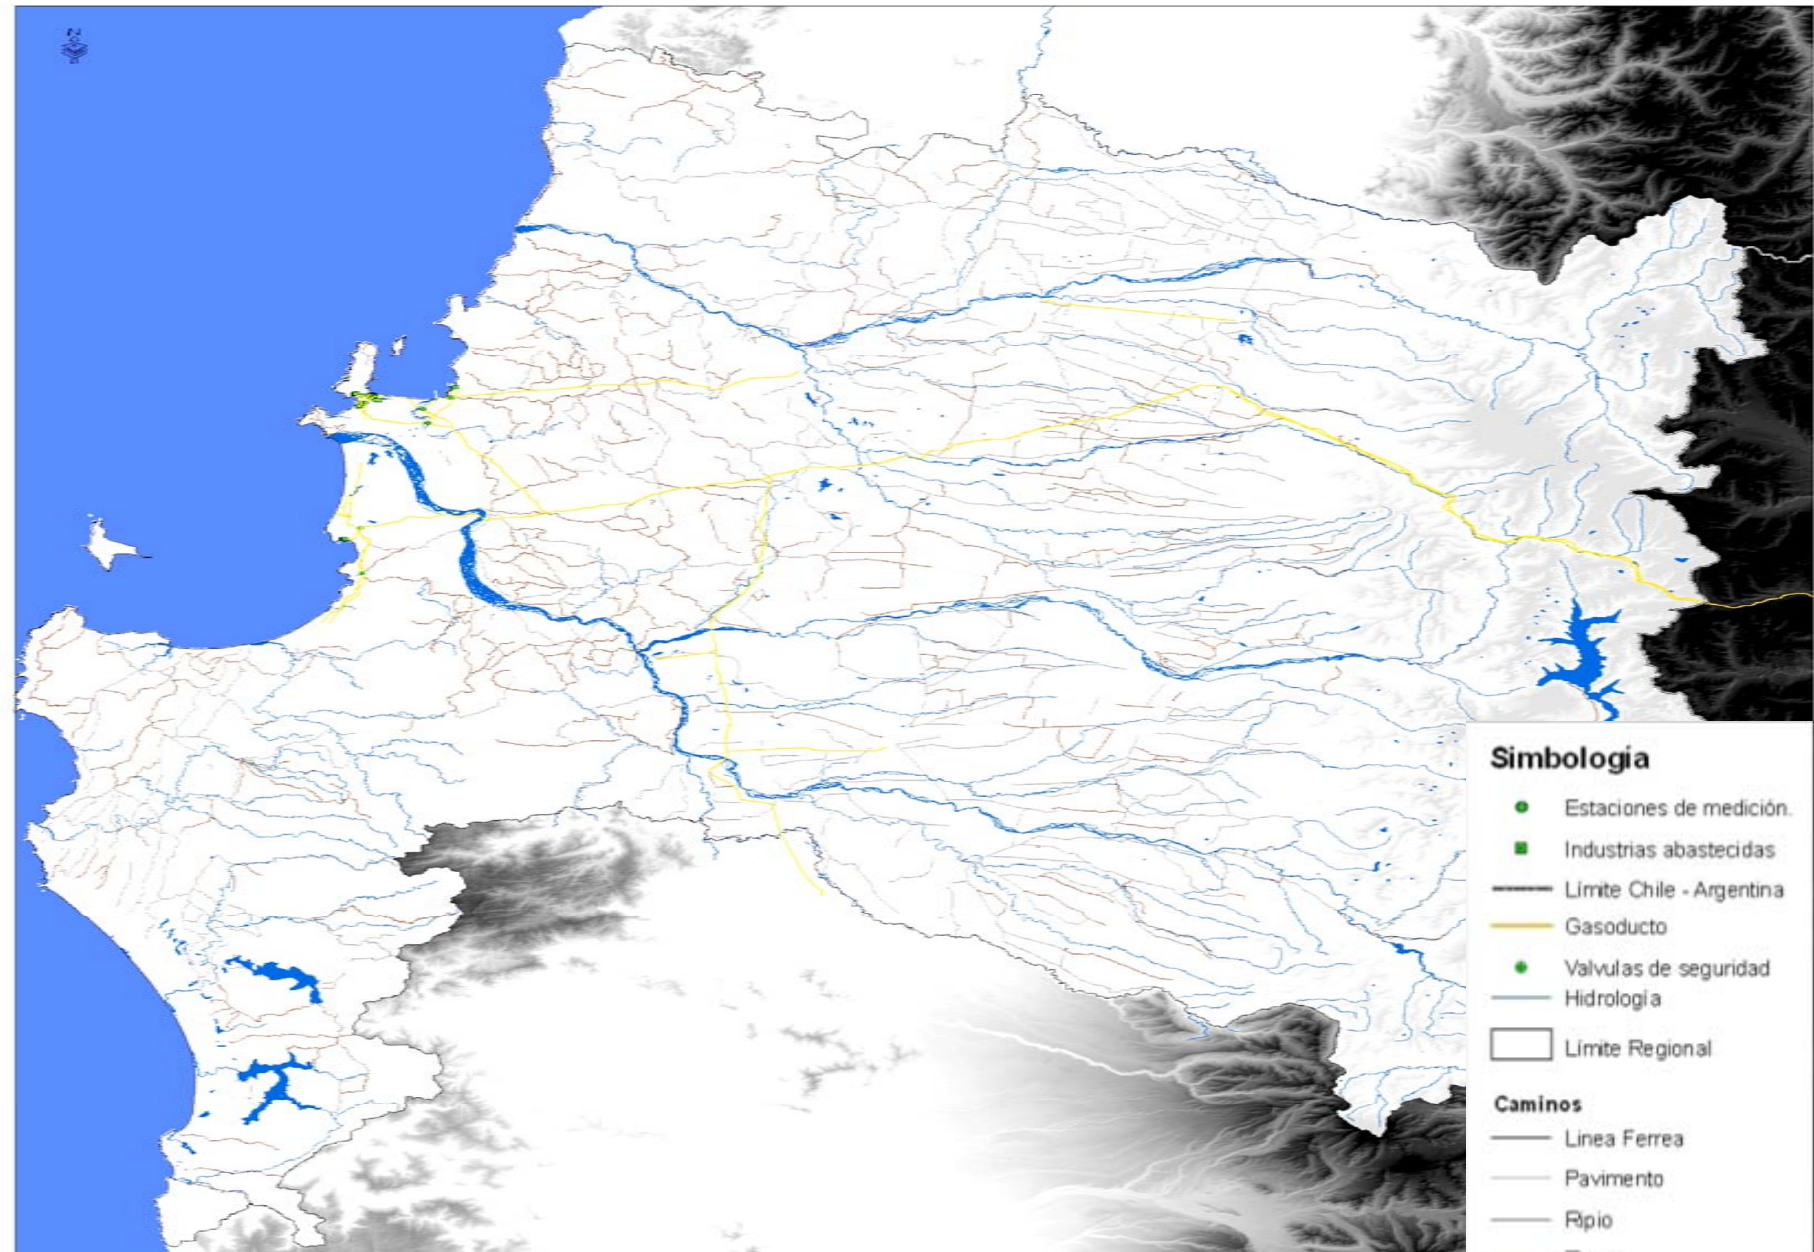 Simbología
Estaciones de medición.
Industrias abastecidas
Límite Chile - Argentina
Gasoducto
Valvulas de seguridad
Hidrología
Límite Regional
Caminos
Linea Ferrea
Pavimento
Ripio